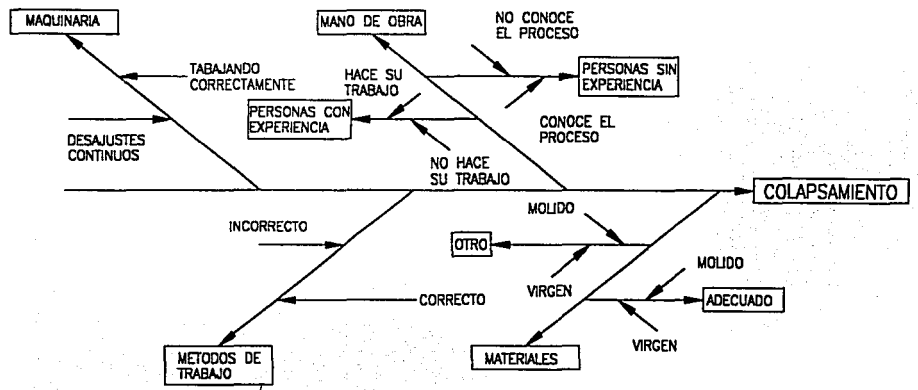 MAQUINARIA
TABAJANDO
CORRECTAMENTE
DESAJUSTES
CONTINUOS
MANO DE OBRA
NO CONOCE
EL PROCESO
HACE SU
TRABAJO
PERSONAS SIN
EXPERIENCIA
PERSONAS CON
EXPERIENCIA
CONOCE EL
PROCESO
NO HACE
SU TRABAJO
COLAPSAMIENTO
INCORRECTO
CORRECTO
METODOS DE
TRABAJO
MOLIDO
OTRO
VIRGEN
MOLIDO
ADECUADO
VIRGEN
MATERIALES